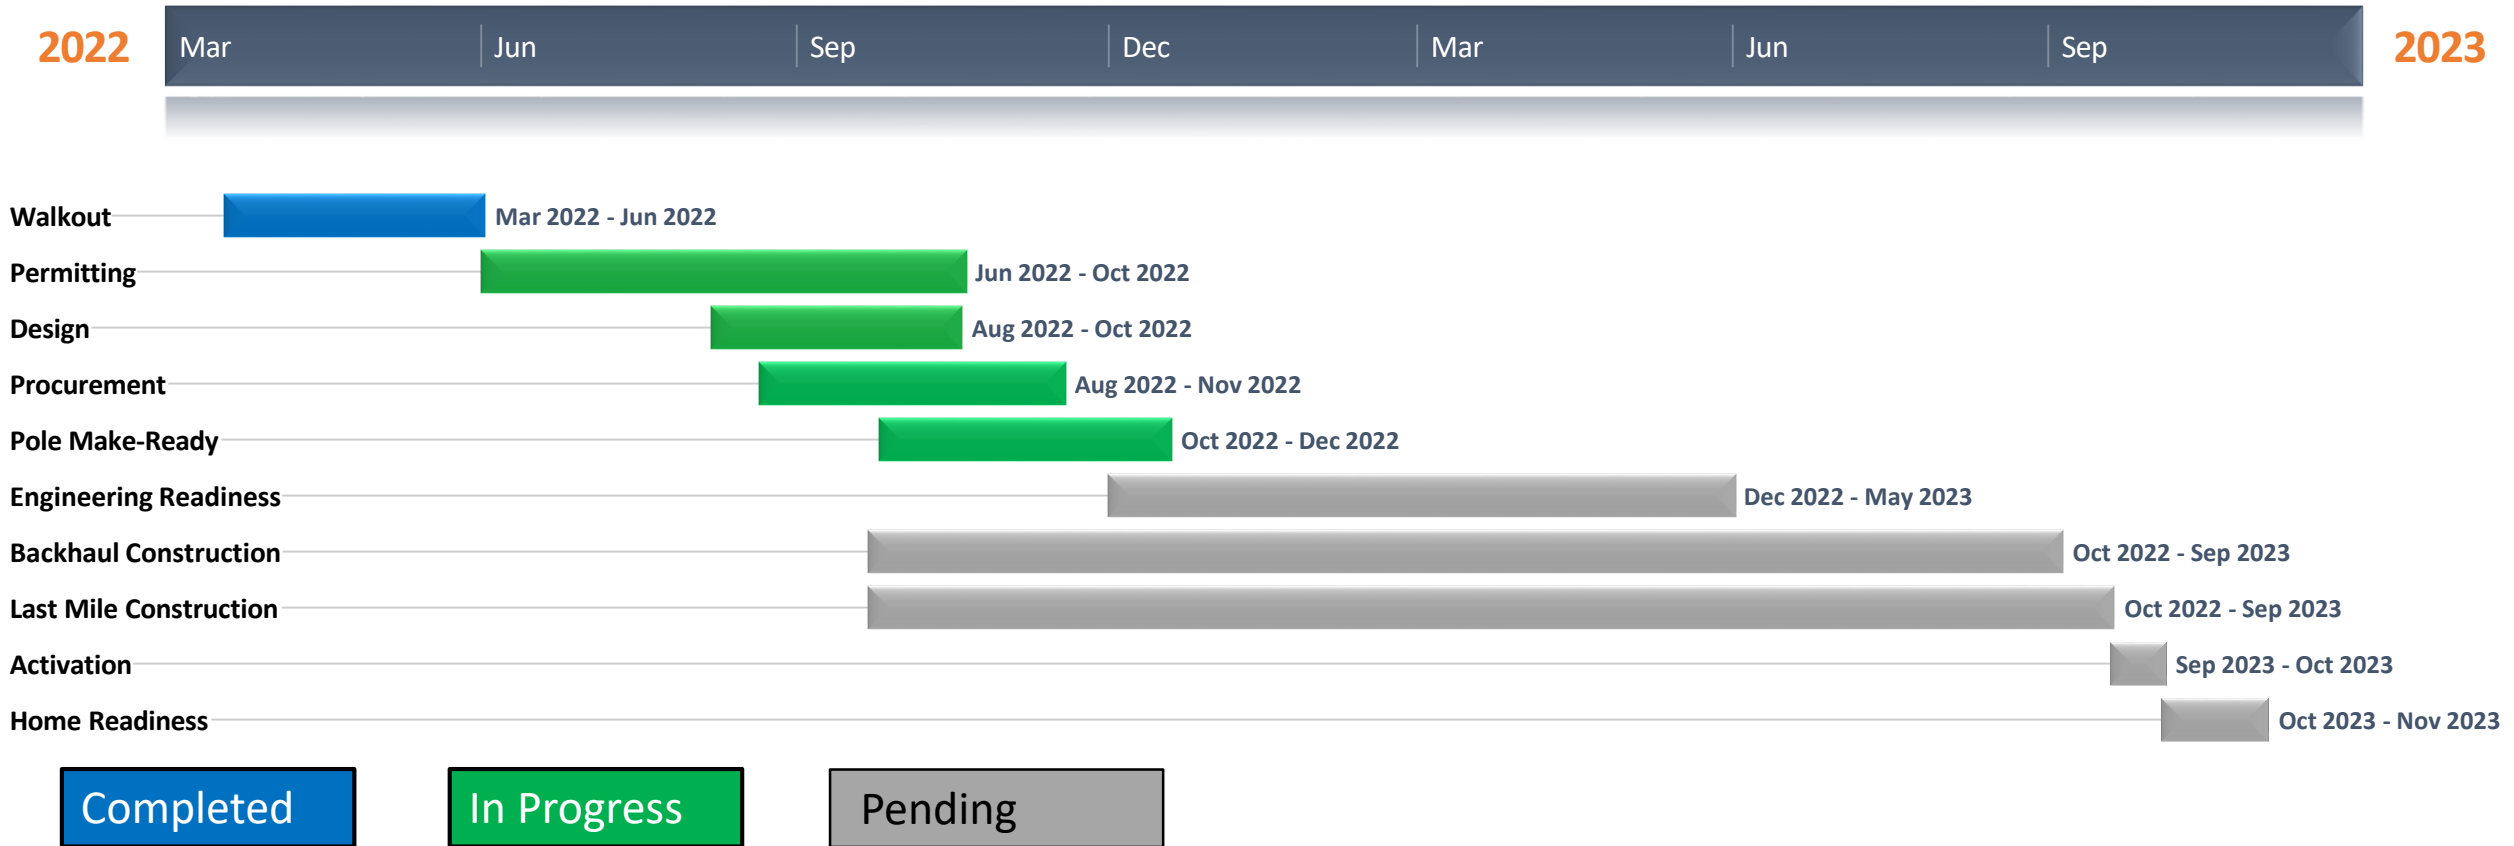 2022 Mar Jun Sep Dec Mar Jun Sep 2023
Walkout Mar 2022 - Jun 2022
Permitting Jun 2022 - Oct 2022
Design Aug 2022 - Oct 2022
Procurement Aug 2022 - Nov 2022
Pole Make-Ready Oct 2022 - Dec 2022
Engineering Readiness Dec 2022 - May 2023
Backhaul Construction Oct 2022 - Sep 2023
Last Mile Construction Oct 2022 - Sep 2023
Activation Sep 2023 - Oct 2023
Home Readiness Oct 2023 - Nov 2023
Completed In Progress Pending